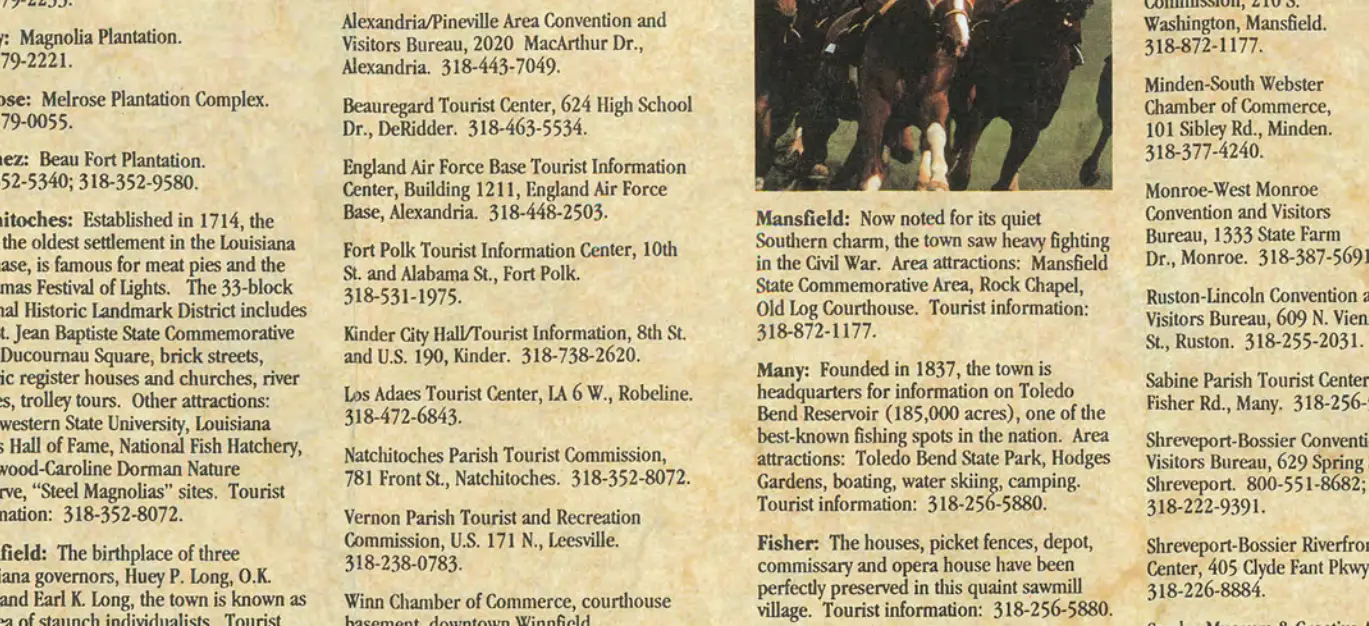 y: Magnolia Plantation.
79-2221.
ose: Melrose Plantation Complex.
79-0055.
nez: Beau Fort Plantation.
52-5340; 318-352-9580.
hitoches: Established in 1714, the
the oldest settlement in the Louisiana
hase, is famous for meat pies and the
mas Festival of Lights. The 33-block
nal Historic Landmark District includes
t. Jean Baptiste State Commemorative
Ducournau Square, brick streets,
ic register houses and churches, river
es, trolley tours. Other attractions:
western State University, Louisiana
s Hall of Fame, National Fish Hatchery,
wood-Caroline Dorman Nature
rve, “Steel Magnolias” sites. Tourist
mation: 318-352-8072.
field: The birthplace of three
iana governors, Huey P. Long, O.K.
and Earl K. Long, the town is known as
ea of staunch individualists. Tourist
Alexandria/Pineville Area Convention and
Visitors Bureau, 2020 MacArthur Dr.,
Alexandria. 318-443-7049.
Beauregard Tourist Center, 624 High School
Dr., DeRidder. 318-463-5534.
England Air Force Base Tourist Information
Center, Building 1211, England Air Force
Base, Alexandria. 318-448-2503.
Fort Polk Tourist Information Center, 10th
St. and Alabama St., Fort Polk.
318-531-1975.
Kinder City Hall/Tourist Information, 8th St.
and U.S. 190, Kinder. 318-738-2620.
Los Adaes Tourist Center, LA 6 W., Robeline.
318-472-6843.
Natchitoches Parish Tourist Commission,
781 Front St., Natchitoches. 318-352-8072.
Vernon Parish Tourist and Recreation
Commission, U.S. 171 N., Leesville.
318-238-0783.
Winn Chamber of Commerce, courthouse
basement, downtown Winnfield.
Mansfield: Now noted for its quiet
Southern charm, the town saw heavy fighting
in the Civil War. Area attractions: Mansfield
State Commemorative Area, Rock Chapel,
Old Log Courthouse. Tourist information:
318-872-1177.
Many: Founded in 1837, the town is
headquarters for information on Toledo
Bend Reservoir (185,000 acres), one of the
best-known fishing spots in the nation. Area
attractions: Toledo Bend State Park, Hodges
Gardens, boating, water skiing, camping.
Tourist information: 318-256-5880.
Fisher: The houses, picket fences, depot,
commissary and opera house have been
perfectly preserved in this quaint sawmill
village. Tourist information: 318-256-5880.
Commission, 210 S.
Washington, Mansfield.
318-872-1177.
Minden-South Webster
Chamber of Commerce,
101 Sibley Rd., Minden.
318-377-4240.
Monroe-West Monroe
Convention and Visitors
Bureau, 1333 State Farm
Dr., Monroe. 318-387-5691
Ruston-Lincoln Convention a
Visitors Bureau, 609 N. Vien
St., Ruston. 318-255-2031.
Sabine Parish Tourist Center
Fisher Rd., Many. 318-256-
Shreveport-Bossier Conventi
Visitors Bureau, 629 Spring
Shreveport. 800-551-8682;
318-222-9391.
Shreveport-Bossier Riverfron
Center, 405 Clyde Fant Pkwy
318-226-8884.